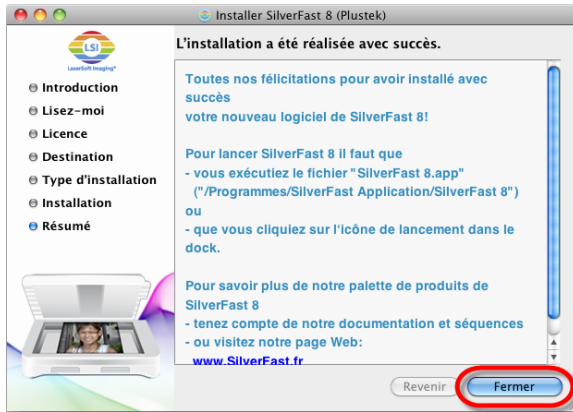 Installer SilverFast 8 (Plustek)
LSI
LaserSoft Imaging®
Introduction
Lisez-moi
Licence
Destination
Type d'installation
Installation
Résumé
L'installation a été réalisée avec succès.
Toutes nos félicitations pour avoir installé avec
succès
votre nouveau logiciel de SilverFast 8!
Pour lancer SilverFast 8 il faut que
- vous exécutiez le fichier "SilverFast 8.app"
("/Programmes/SilverFast Application/SilverFast 8")
ou
- que vous cliquiez sur l'icône de lancement dans le
dock.
Pour savoir plus de notre palette de produits de
SilverFast 8
- tenez compte de notre documentation et séquences
- ou visitez notre page Web:
www.SilverFast.fr
Revenir
Fermer